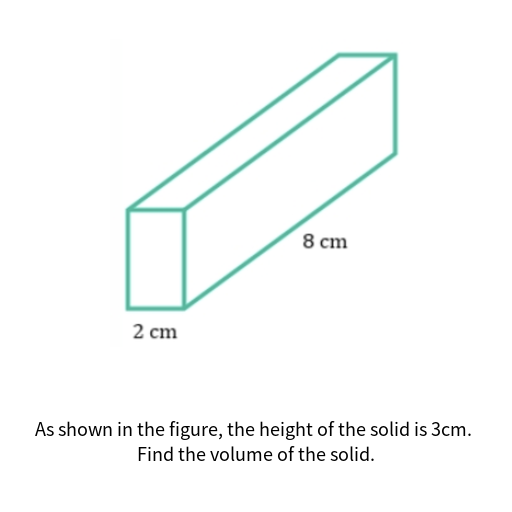 8 cm
2 cm
As shown in the figure, the height of the solid is 3cm.
Find the volume of the solid.